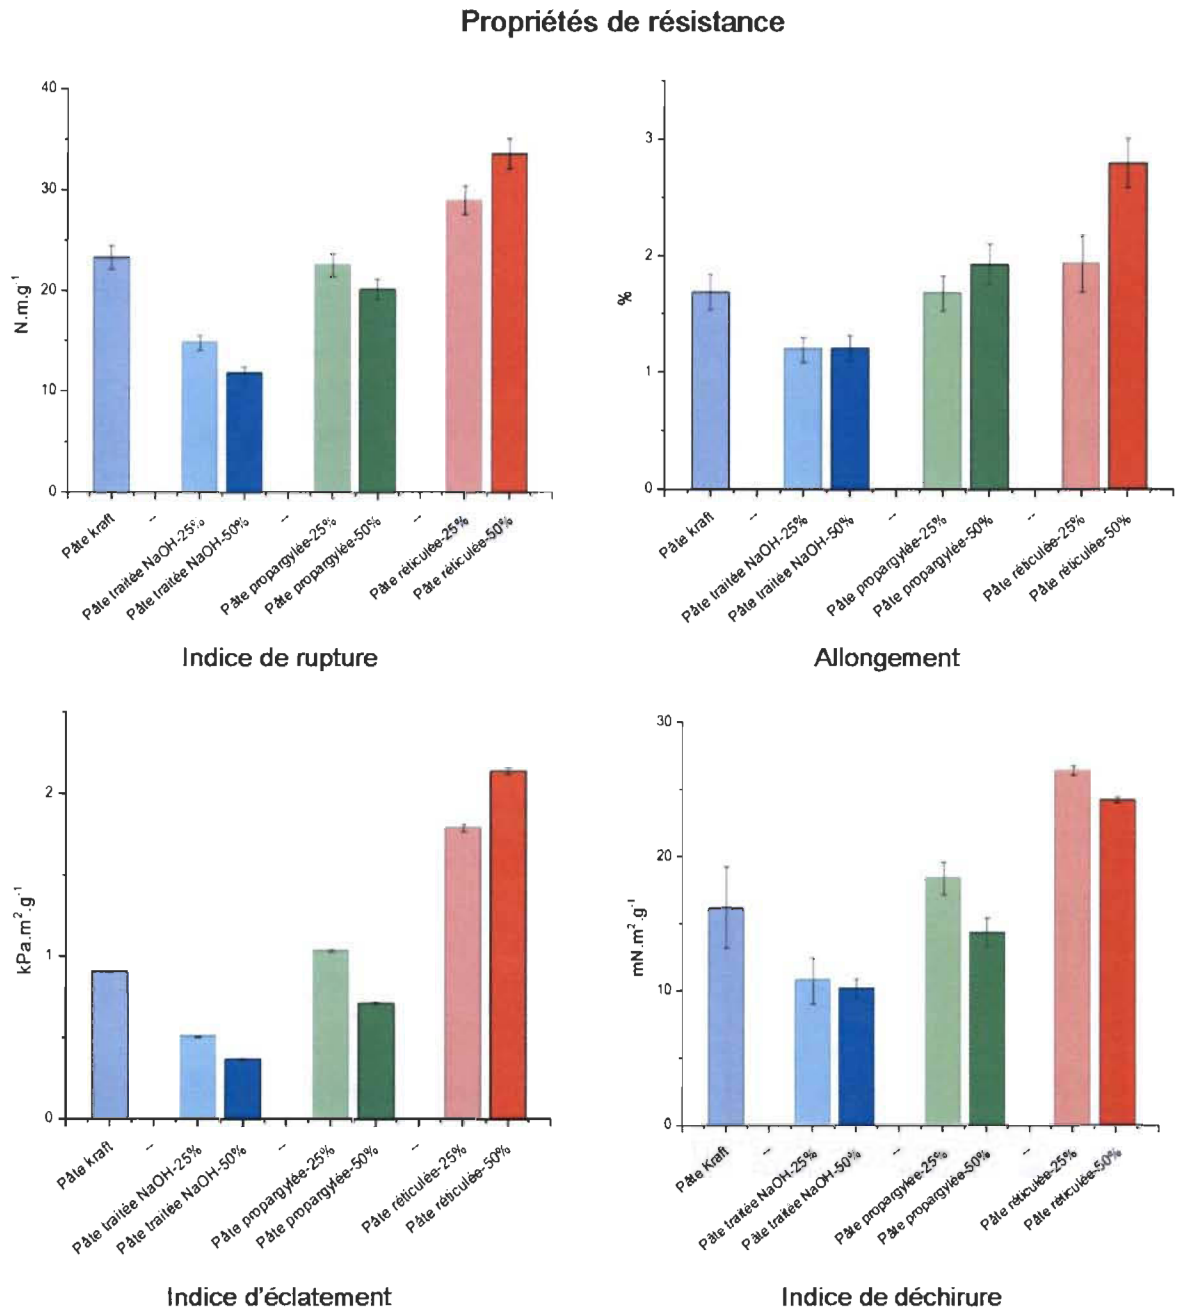 Propriétés de résistance
40
30
20
10
0
N.m.g⁻¹
Pâte kraft
--
Pâte traitée NaOH-25%
Pâte traitée NaOH-50%
--
Pâte propargylée-25%
Pâte propargylée-50%
--
Pâte réticulée-25%
Pâte réticulée-50%
Indice de rupture
3
2
1
0
%
Pâte kraft
--
Pâte traitée NaOH-25%
Pâte traitée NaOH-50%
--
Pâte propargylée-25%
Pâte propargylée-50%
--
Pâte réticulée-25%
Pâte réticulée-50%
Allongement
2
1
0
kPa.m².g⁻¹
Pâte kraft
--
Pâte traitée NaOH-25%
Pâte traitée NaOH-50%
--
Pâte propargylée-25%
Pâte propargylée-50%
--
Pâte réticulée-25%
Pâte réticulée-50%
Indice d'éclatement
30
20
10
0
mN.m².g⁻¹
Pâte Kraft
--
Pâte traitée NaOH-25%
Pâte traitée NaOH-50%
--
Pâte propargylée-25%
Pâte propargylée-50%
--
Pâte réticulée-25%
Pâte réticulée-50%
Indice de déchirure